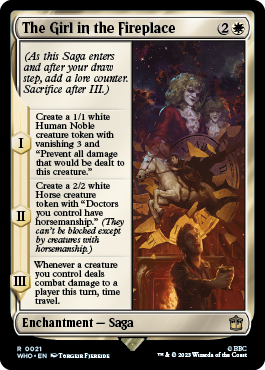 The Girl in the Fireplace 2
(As this Saga enters
and after your draw
step, add a lore counter.
Sacrifice after III.)
I
Create a 1/1 white
Human Noble
creature token with
vanishing 3 and
“Prevent all damage
that would be dealt to
this creature.”
II
Create a 2/2 white
Horse creature
token with “Doctors
you control have
horsemanship.” (They
can't be blocked except
by creatures with
horsemanship.)
III
Whenever a creature
you control deals
combat damage to a
player this turn, time
travel.
Enchantment — Saga
R 0021
WHO • EN Torgeir Fjereide
©BBC
™ & © 2023 Wizards of the Coast